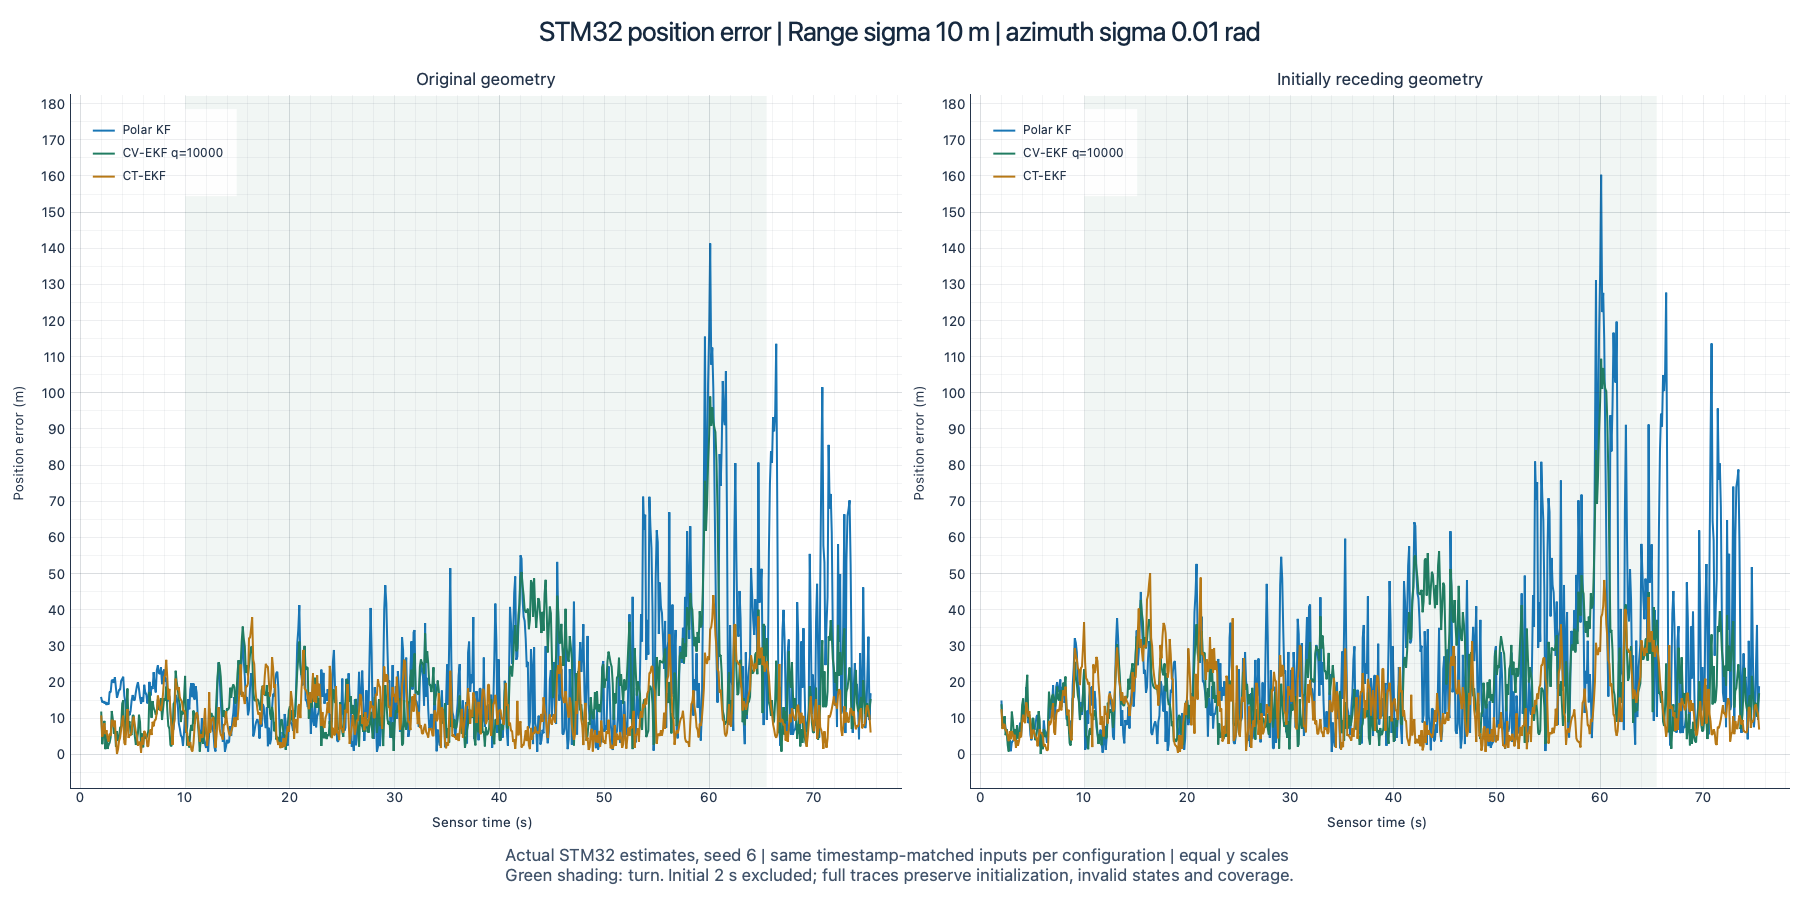 STM32 position error | Range sigma 10 m | azimuth sigma 0.01 rad
Original geometry
180
170
160
150
140
130
120
110
100
90
80
70
60
50
40
30
20
10
0
Position error (m)
Polar KF
CV-EKF q=10000
CT-EKF
0 10 20 30 40 50 60 70
Sensor time (s)
Initially receding geometry
180
170
160
150
140
130
120
110
100
90
80
70
60
50
40
30
20
10
0
Position error (m)
Polar KF
CV-EKF q=10000
CT-EKF
0 10 20 30 40 50 60 70
Sensor time (s)
Actual STM32 estimates, seed 6 | same timestamp-matched inputs per configuration | equal y scales
Green shading: turn. Initial 2 s excluded; full traces preserve initialization, invalid states and coverage.